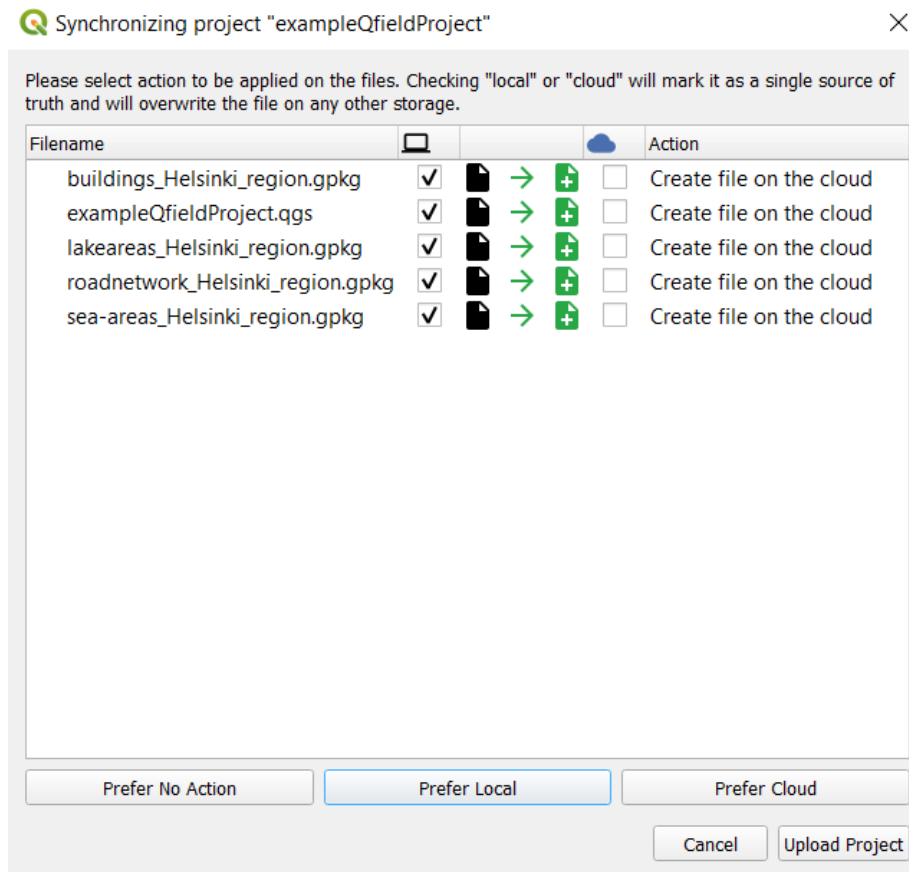 Synchronizing project "exampleQfieldProject"
Please select action to be applied on the files. Checking "local" or "cloud" will mark it as a single source of
truth and will overwrite the file on any other storage.
Filename Action
buildings_Helsinki_region.gpkg Create file on the cloud
exampleQfieldProject.qgs Create file on the cloud
lakeareas_Helsinki_region.gpkg Create file on the cloud
roadnetwork_Helsinki_region.gpkg Create file on the cloud
sea-areas_Helsinki_region.gpkg Create file on the cloud
Prefer No Action Prefer Local Prefer Cloud
Cancel Upload Project